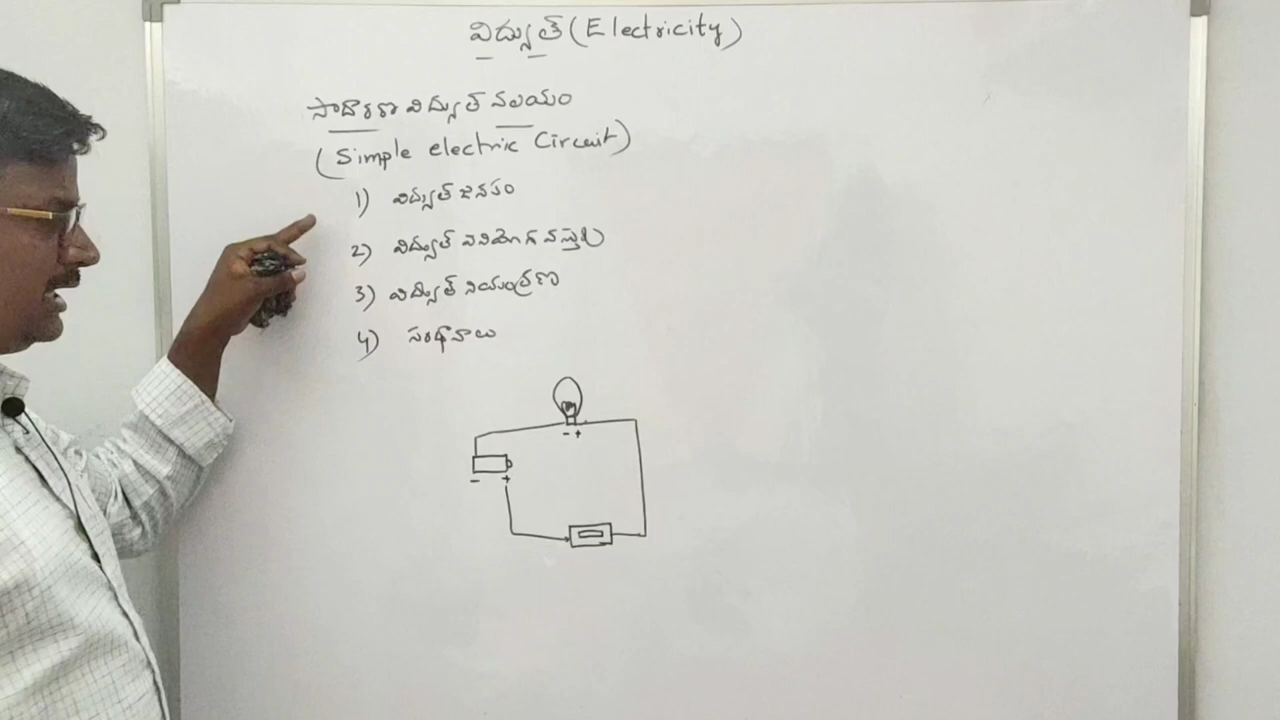 విద్యుత్ (Electricity)
సాదారణ విద్యుత్ వలయం
(Simple electric Circuit)
1) విద్యుత్ జనకం
2) విద్యుత్ వినియోగ వస్తువు
3) విద్యుత్ నియంత్రణ
4) సంధానాలు
- +
- +